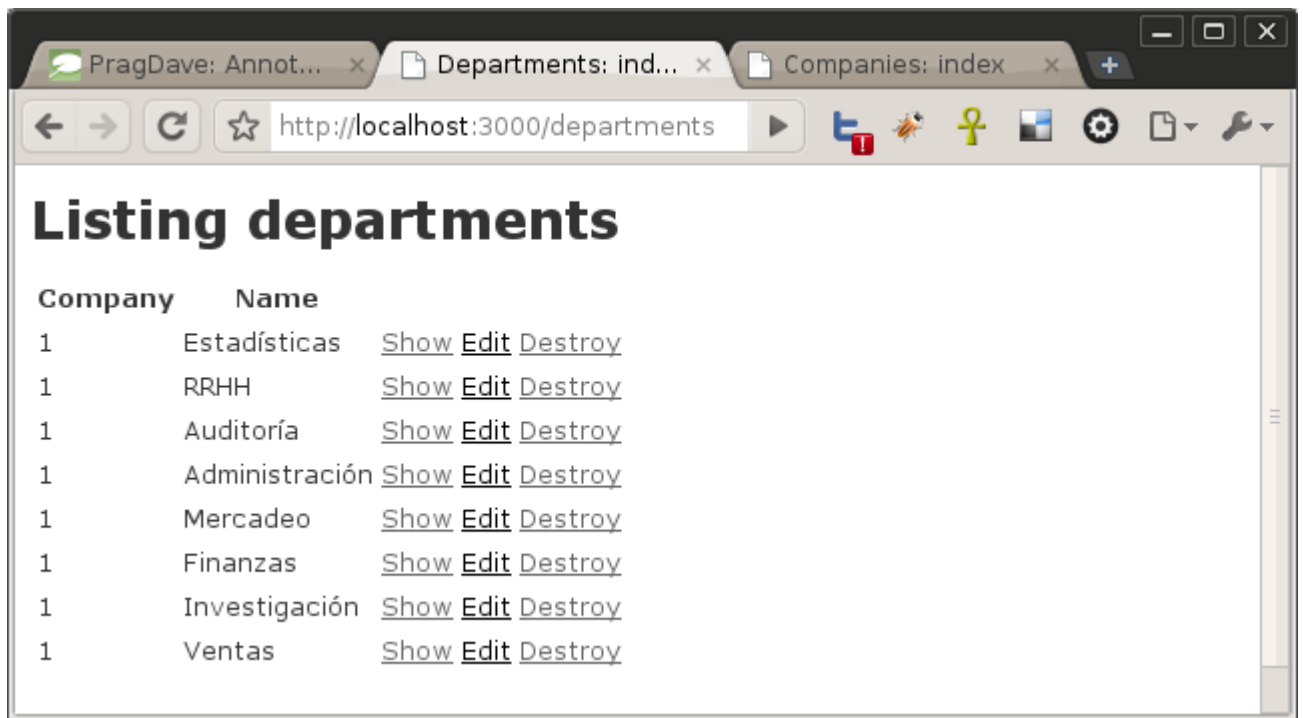 PragDave: Annot... Departments: ind... Companies: index
http://localhost:3000/departments
Listing departments
Company Name
1 Estadísticas Show Edit Destroy
1 RRHH Show Edit Destroy
1 Auditoría Show Edit Destroy
1 Administración Show Edit Destroy
1 Mercadeo Show Edit Destroy
1 Finanzas Show Edit Destroy
1 Investigación Show Edit Destroy
1 Ventas Show Edit Destroy